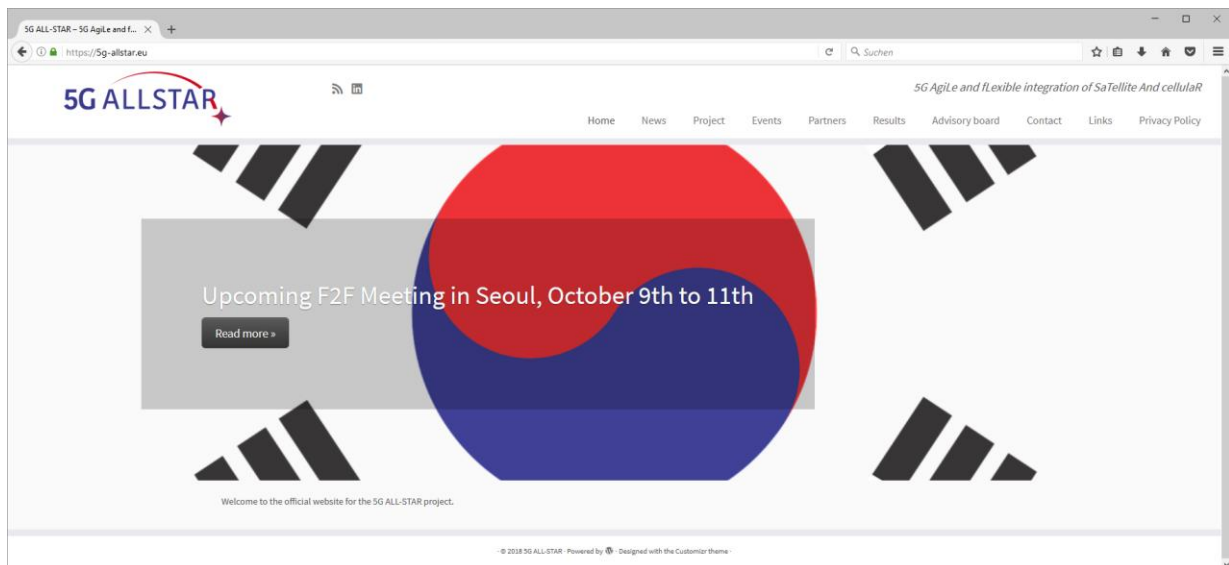 5G ALL-STAR – 5G AgiLe and f...
https://5g-allstar.eu
Suchen
5G ALLSTAR
5G AgiLe and fLexible integration of SaTellite And cellulaR
Home News Project Events Partners Results Advisory board Contact Links Privacy Policy
Upcoming F2F Meeting in Seoul, October 9th to 11th
Read more »
Welcome to the official website for the 5G ALL-STAR project.
· © 2018 5G ALL-STAR · Powered by · Designed with the Customizr theme ·